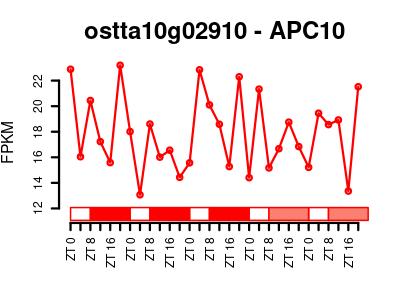 ostta10g02910 - APC10
FPKM
22
20
18
16
14
12
ZT 0
ZT 8
ZT 16
ZT 0
ZT 8
ZT 16
ZT 0
ZT 8
ZT 16
ZT 0
ZT 8
ZT 16
ZT 0
ZT 8
ZT 16